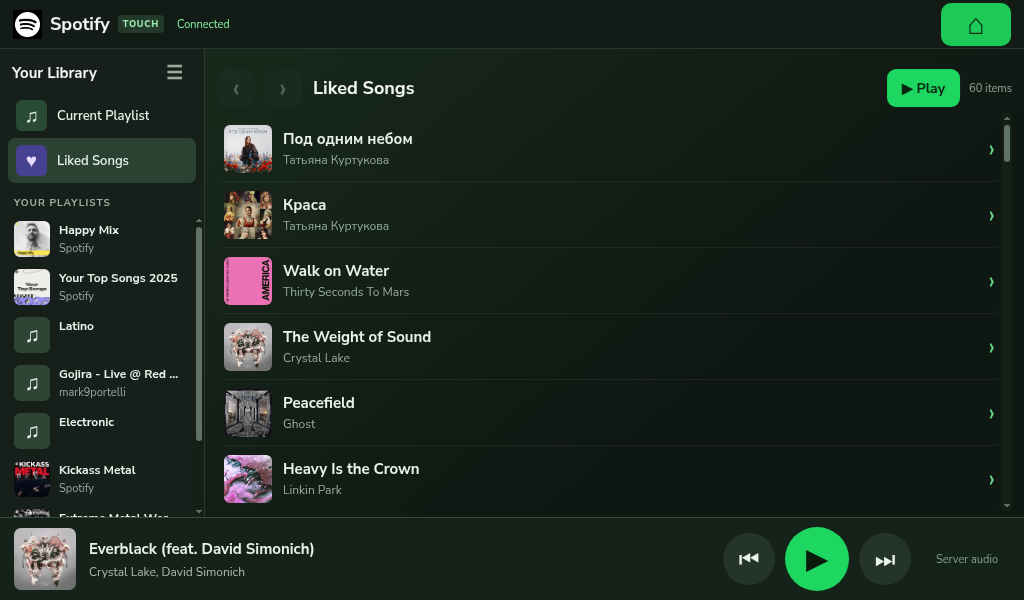 Spotify TOUCH Connected
Your Library
Current Playlist
Liked Songs
YOUR PLAYLISTS
Happy Mix
Spotify
Your Top Songs 2025
Spotify
Latino
Gojira - Live @ Red ...
mark9portelli
Electronic
Kickass Metal
Spotify
Liked Songs
Play
60 items
Под одним небом
Татьяна Куртукова
Краса
Татьяна Куртукова
AMERICA
Walk on Water
Thirty Seconds To Mars
The Weight of Sound
Crystal Lake
Peacefield
Ghost
Heavy Is the Crown
Linkin Park
Everblack (feat. David Simonich)
Crystal Lake, David Simonich
Server audio